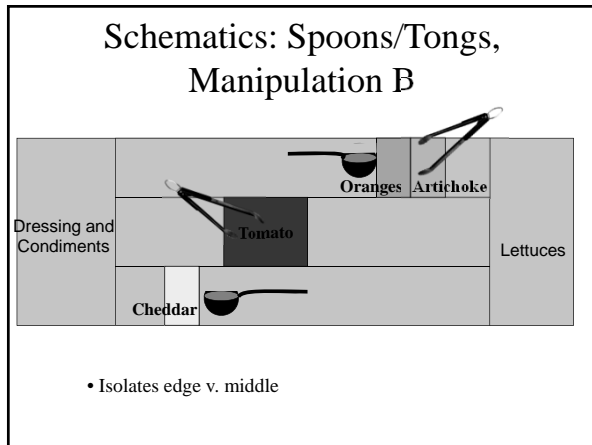 Schematics: Spoons/Tongs,
Manipulation B
Oranges Artichoke
Dressing and
Condiments
Tomato
Lettuces
Cheddar
• Isolates edge v. middle